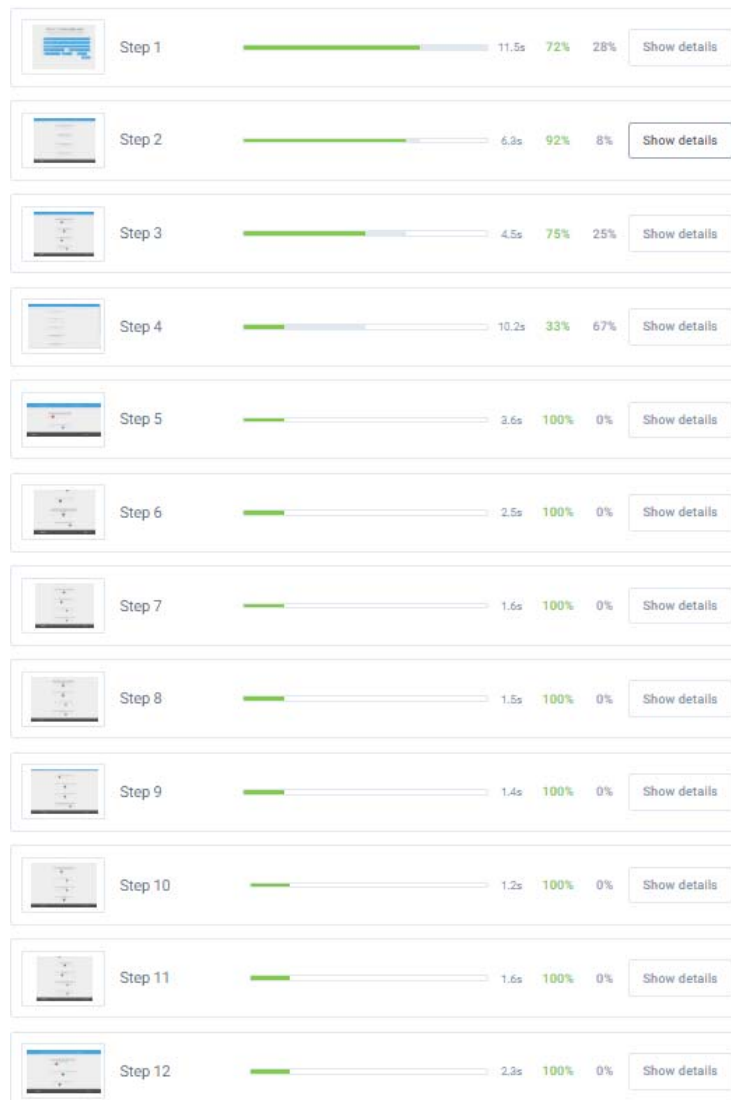 Step 1 11.5s 72% 28% Show details
Step 2 6.3s 92% 8% Show details
Step 3 4.5s 75% 25% Show details
Step 4 10.2s 33% 67% Show details
Step 5 3.6s 100% 0% Show details
Step 6 2.5s 100% 0% Show details
Step 7 1.6s 100% 0% Show details
Step 8 1.5s 100% 0% Show details
Step 9 1.4s 100% 0% Show details
Step 10 1.2s 100% 0% Show details
Step 11 1.6s 100% 0% Show details
Step 12 2.3s 100% 0% Show details